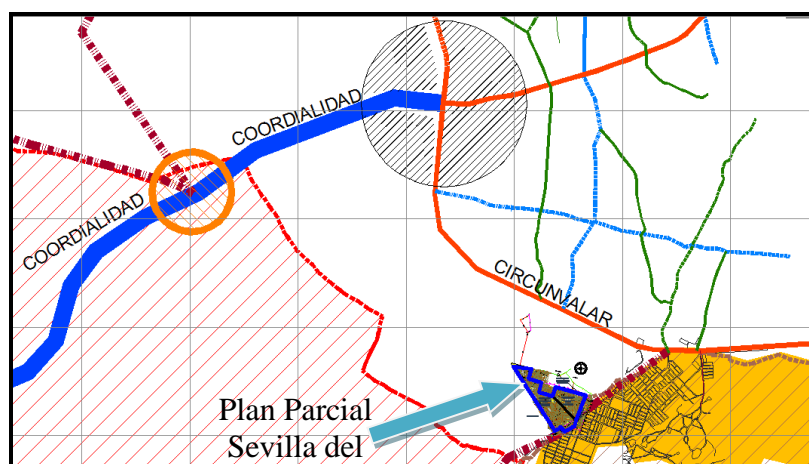 COORDIALIDAD
COORDIALIDAD
CIRCUNVALAR
Plan Parcial
Sevilla del